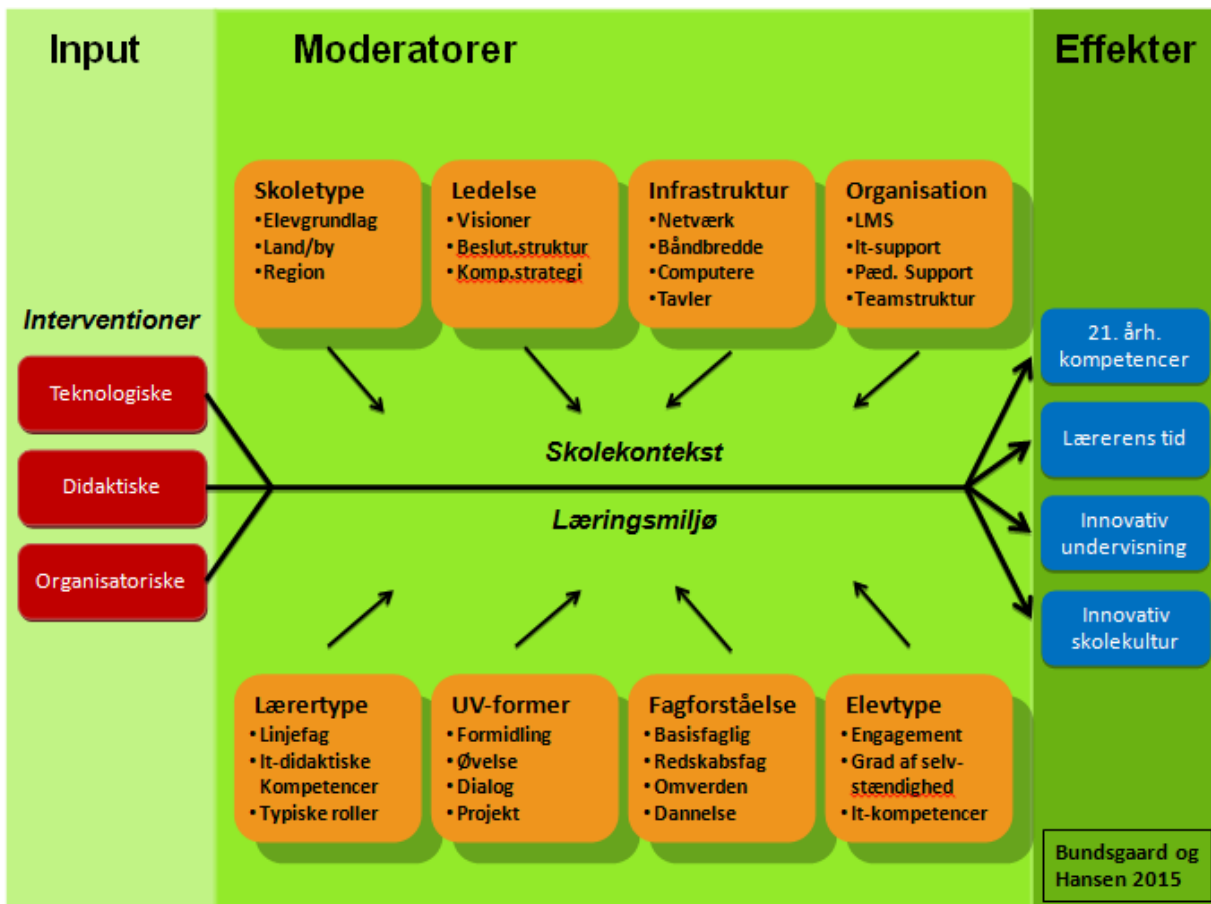 Input
Moderatorer
Effekter
Skoletype
•Elevgrundlag
•Land/by
•Region
Ledelse
•Visioner
•Beslut.struktur
•Komp.strategi
Infrastruktur
•Netværk
•Båndbredde
•Computere
•Tavler
Organisation
•LMS
•It-support
•Pæd. Support
•Teamstruktur
Interventioner
Teknologiske
Didaktiske
Organisatoriske
Skolekontekst
Læringsmiljø
21. årh.
kompetencer
Lærerens tid
Innovativ
undervisning
Innovativ
skolekultur
Lærertype
•Linjefag
•It-didaktiske
Kompetencer
•Typiske roller
UV-former
•Formidling
•Øvelse
•Dialog
•Projekt
Fagforståelse
•Basisfaglig
•Redskabsfag
•Omverden
•Dannelse
Elevtype
•Engagement
•Grad af selv-
stændighed
•It-kompetencer
Bundsgaard og
Hansen 2015